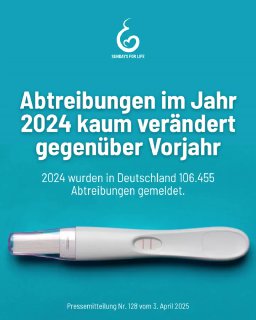 SUNDAYS FOR LIFE
Abtreibungen im Jahr
2024 kaum verändert
gegenüber Vorjahr
2024 wurden in Deutschland 106.455
Abtreibungen gemeldet.
Pressemitteilung Nr. 128 vom 3. April 2025